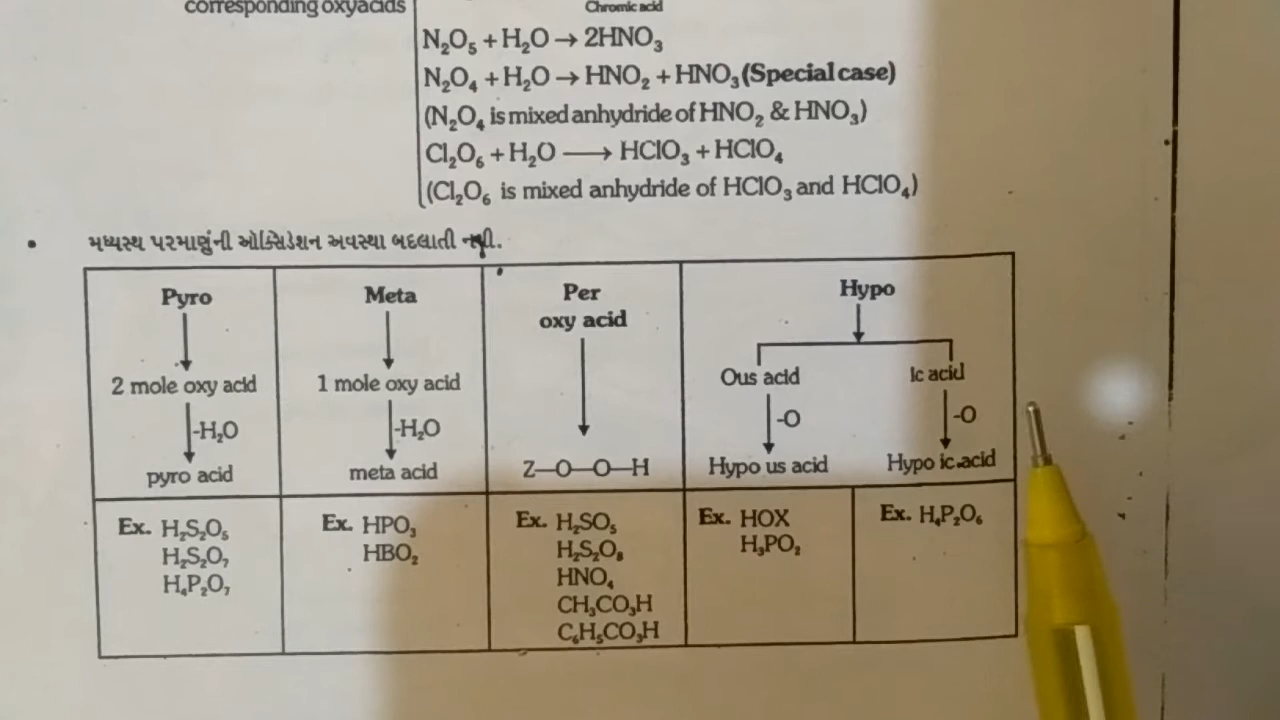 corresponding oxyacids
Chromic acid
N₂O₅ + H₂O → 2HNO₃
N₂O₄ + H₂O → HNO₂ + HNO₃ (Special case)
(N₂O₄ is mixed anhydride of HNO₂ & HNO₃)
Cl₂O₆ + H₂O ⟶ HClO₃ + HClO₄
(Cl₂O₆ is mixed anhydride of HClO₃ and HClO₄)
• મધ્યસ્થ પરમાણુંની ઓક્સિડેશન અવસ્થા બદલાતી નથી.
Pyro
2 mole oxy acid
-H₂O
pyro acid
Ex. H₂S₂O₅
H₂S₂O₇
H₄P₂O₇
Meta
1 mole oxy acid
-H₂O
meta acid
Ex. HPO₃
HBO₂
Per
oxy acid
Z—O—O—H
Ex. H₂SO₅
H₂S₂O₈
HNO₄
CH₃CO₃H
C₆H₅CO₃H
Hypo
Ous acid
-O
Hypo us acid
Ex. HOX
H₃PO₂
Ic acid
-O
Hypo ic acid
Ex. H₄P₂O₆